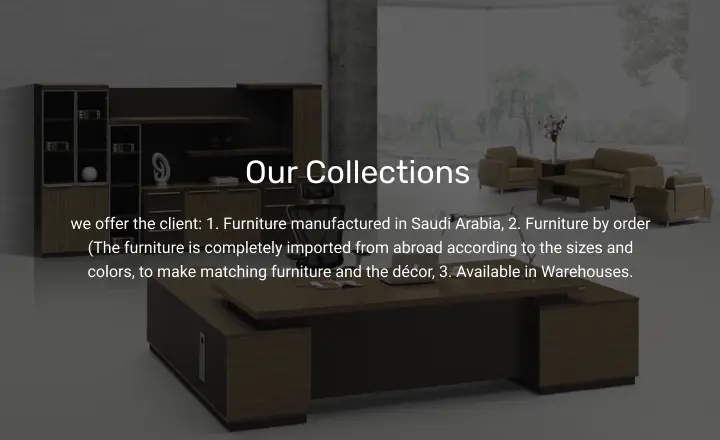 Our Collections
we offer the client: 1. Furniture manufactured in Saudi Arabia, 2. Furniture by order
(The furniture is completely imported from abroad according to the sizes and
colors, to make matching furniture and the décor, 3. Available in Warehouses.